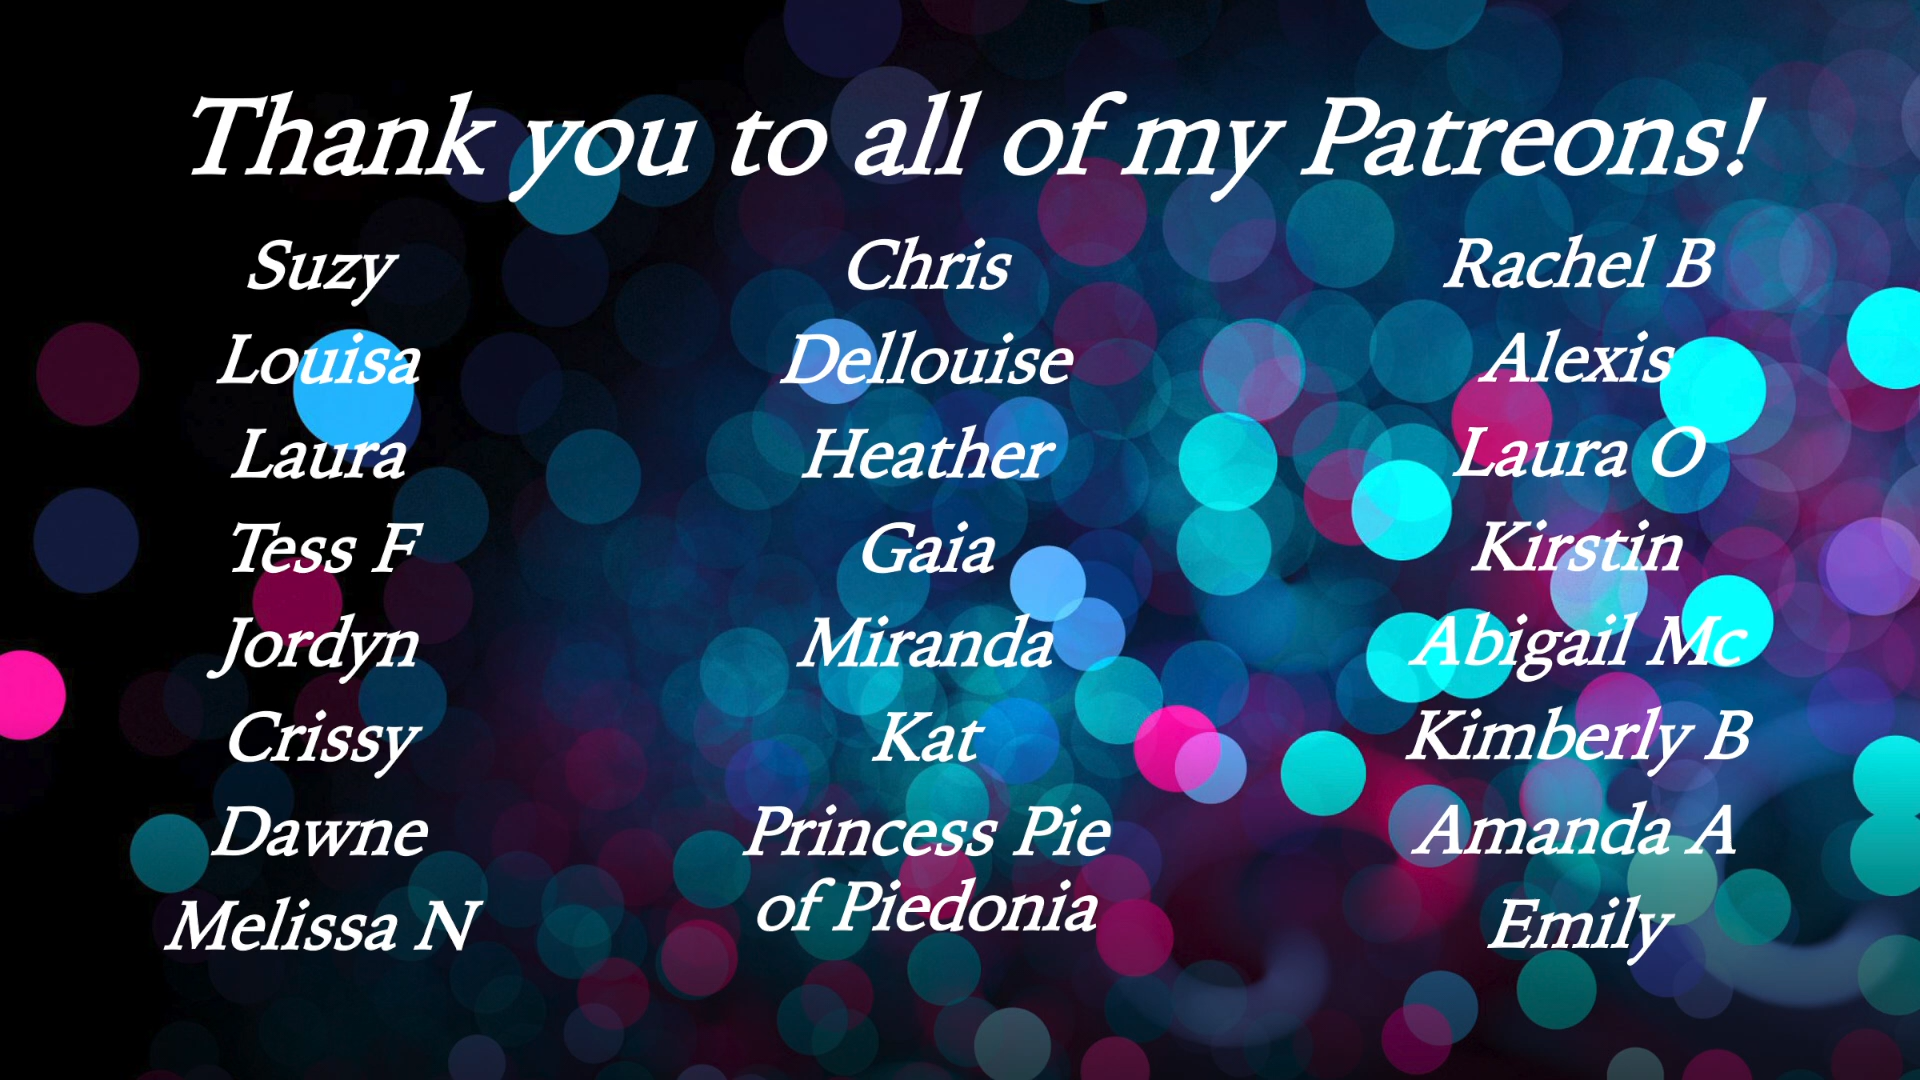 Thank you to all of my Patreons!
Suzy
Louisa
Laura
Tess F
Jordyn
Crissy
Dawne
Melissa N
Chris
Dellouise
Heather
Gaia
Miranda
Kat
Princess Pie
of Piedonia
Rachel B
Alexis
Laura O
Kirstin
Abigail Mc
Kimberly B
Amanda A
Emily